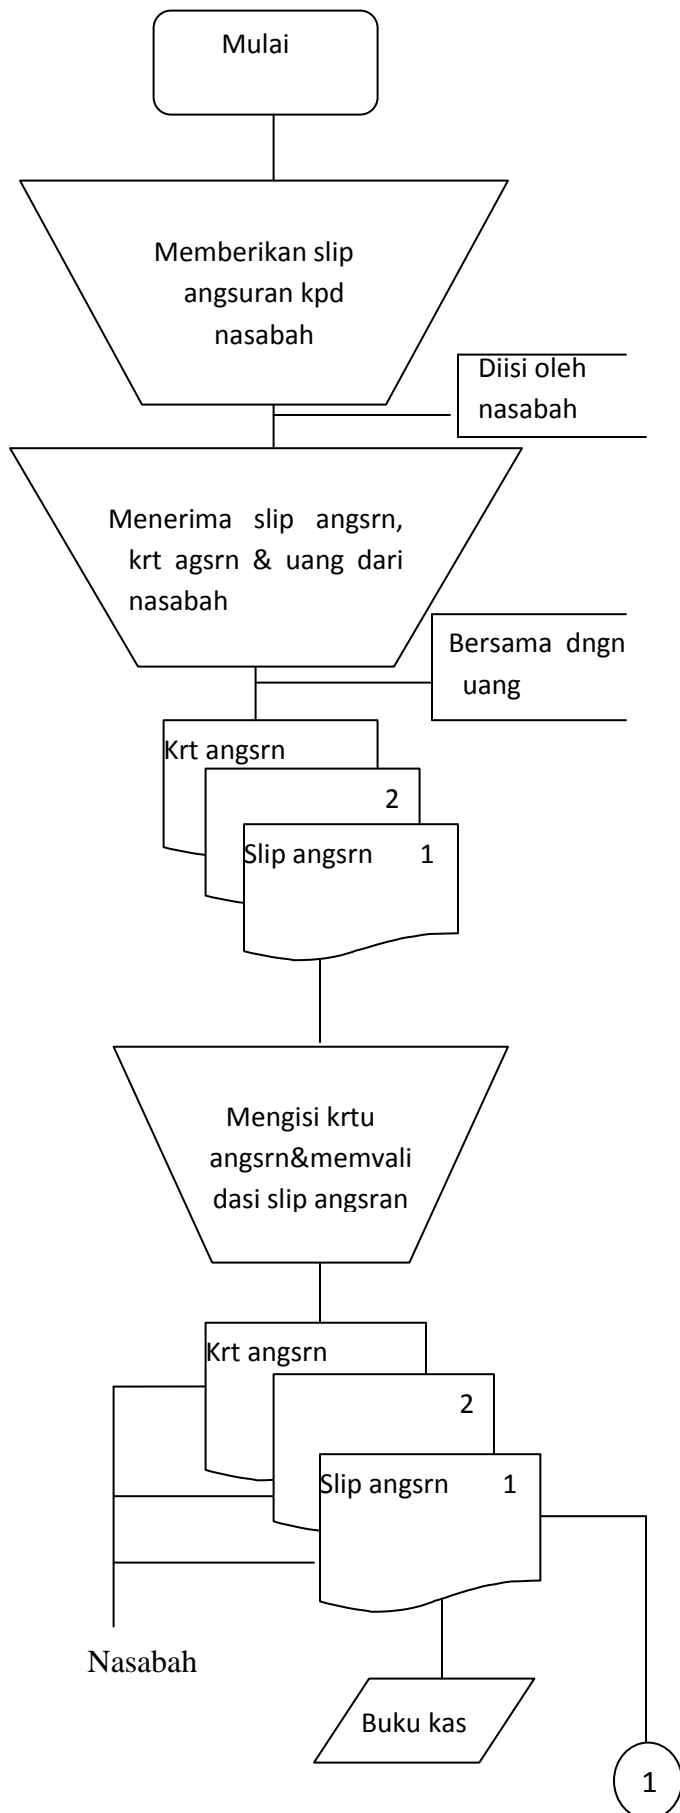 Mulai
Memberikan slip
angsuran kpd
nasabah
Diisi oleh
nasabah
Menerima slip angsrn,
krt agsrn & uang dari
nasabah
Bersama dngn
uang
Krt angsrn
2
Slip angsrn 1
Mengisi krtu
angsrn&memvali
dasi slip angsran
Krt angsrn
2
Slip angsrn 1
Nasabah
Buku kas
1